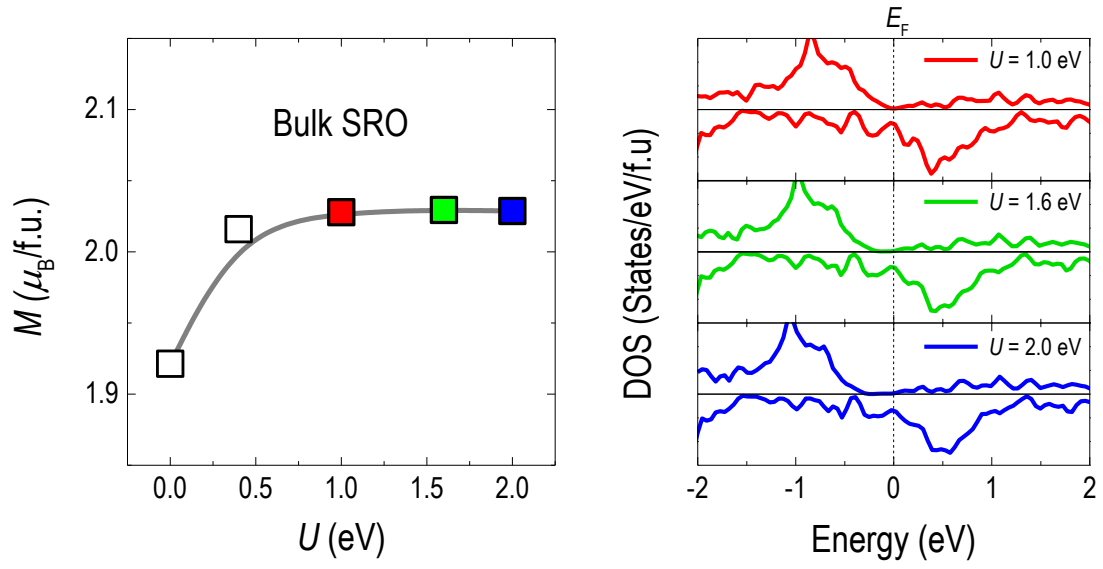 M (μB/f.u.)
2.1
2.0
1.9
Bulk SRO
0.0 0.5 1.0 1.5 2.0
U (eV)
EF
DOS (States/eV/f.u)
U = 1.0 eV
U = 1.6 eV
U = 2.0 eV
-2 -1 0 1 2
Energy (eV)